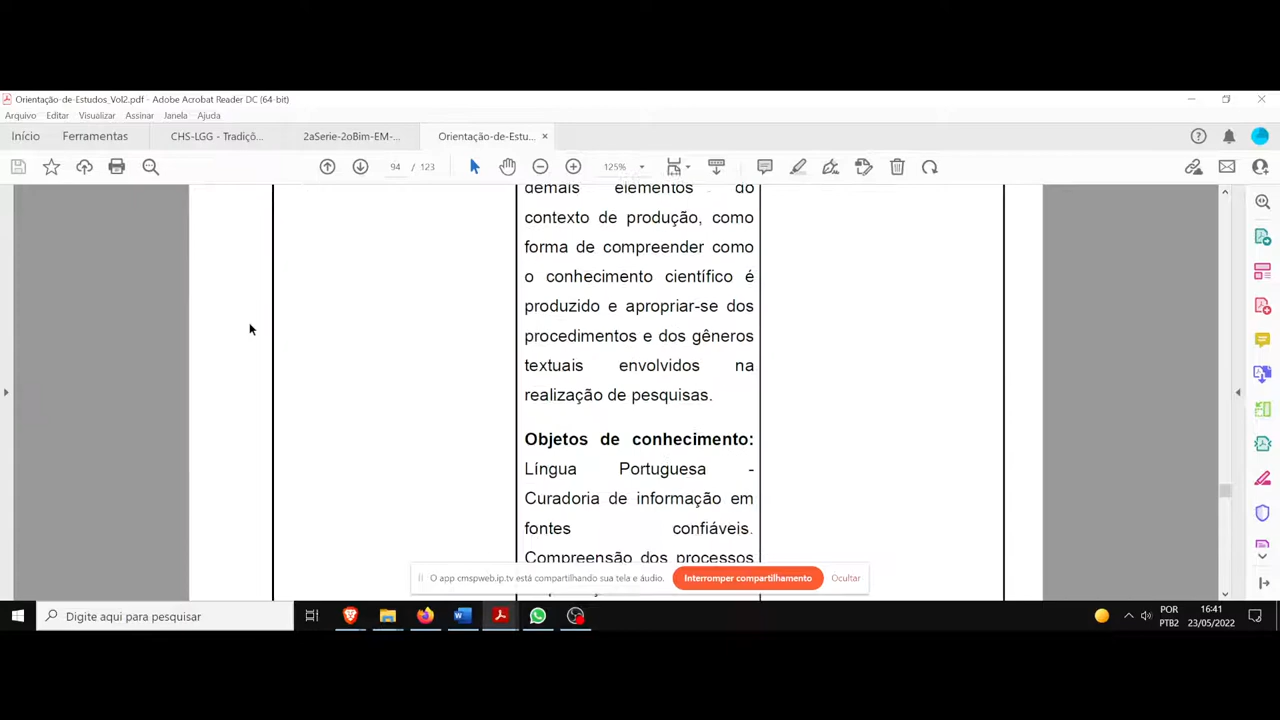 Orientação-de-Estudos_Vol2.pdf - Adobe Acrobat Reader DC (64-bit)
Arquivo Editar Visualizar Assinar Janela Ajuda
Início Ferramentas CHS-LGG - Tradiçõ... 2aSerie-2oBim-EM-... Orientação-de-Estu... ×
94 / 123 125%
demais elementos do
contexto de produção, como
forma de compreender como
o conhecimento científico é
produzido e apropriar-se dos
procedimentos e dos gêneros
textuais envolvidos na
realização de pesquisas.
Objetos de conhecimento:
Língua Portuguesa -
Curadoria de informação em
fontes confiáveis.
Compreensão dos processos
O app cmspweb.ip.tv está compartilhando sua tela e áudio. Interromper compartilhamento Ocultar
Digite aqui para pesquisar
POR 16:41
PTB2 23/05/2022